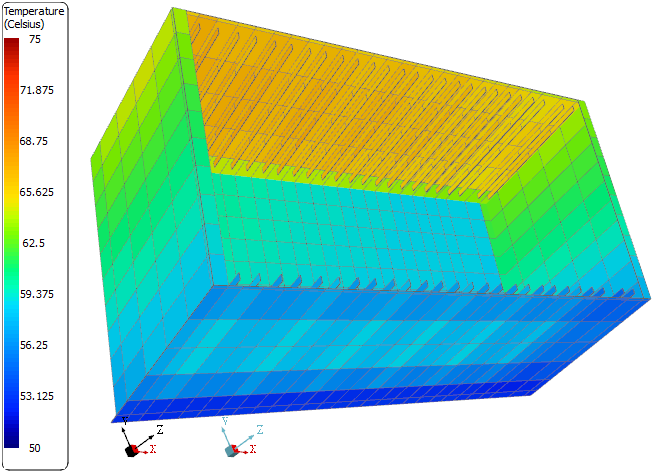 Temperature
(Celsius)
75
71.875
68.75
65.625
62.5
59.375
56.25
53.125
50
Y
Z
X
Y
Z
X